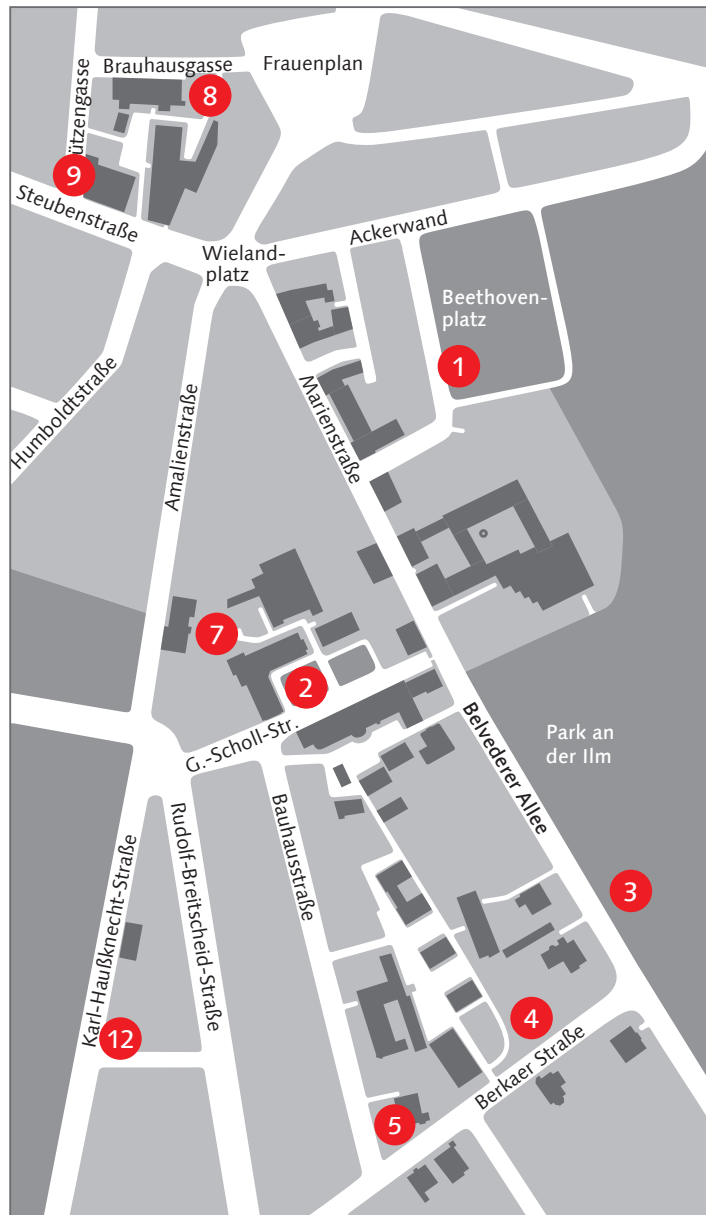 Brauhausgasse
Frauenplan
8
ützengasse
9
Steubenstraße
Ackerwand
Wieland-
platz
Beethoven-
platz
1
Humboldtstraße
Amalienstraße
Marienstraße
7
2
G.-Scholl-Str.
Belvederer Allee
Park an
der Ilm
Bauhausstraße
Rudolf-Breitscheid-Straße
Karl-Haußknecht-Straße
3
4
12
Berkaer Straße
5